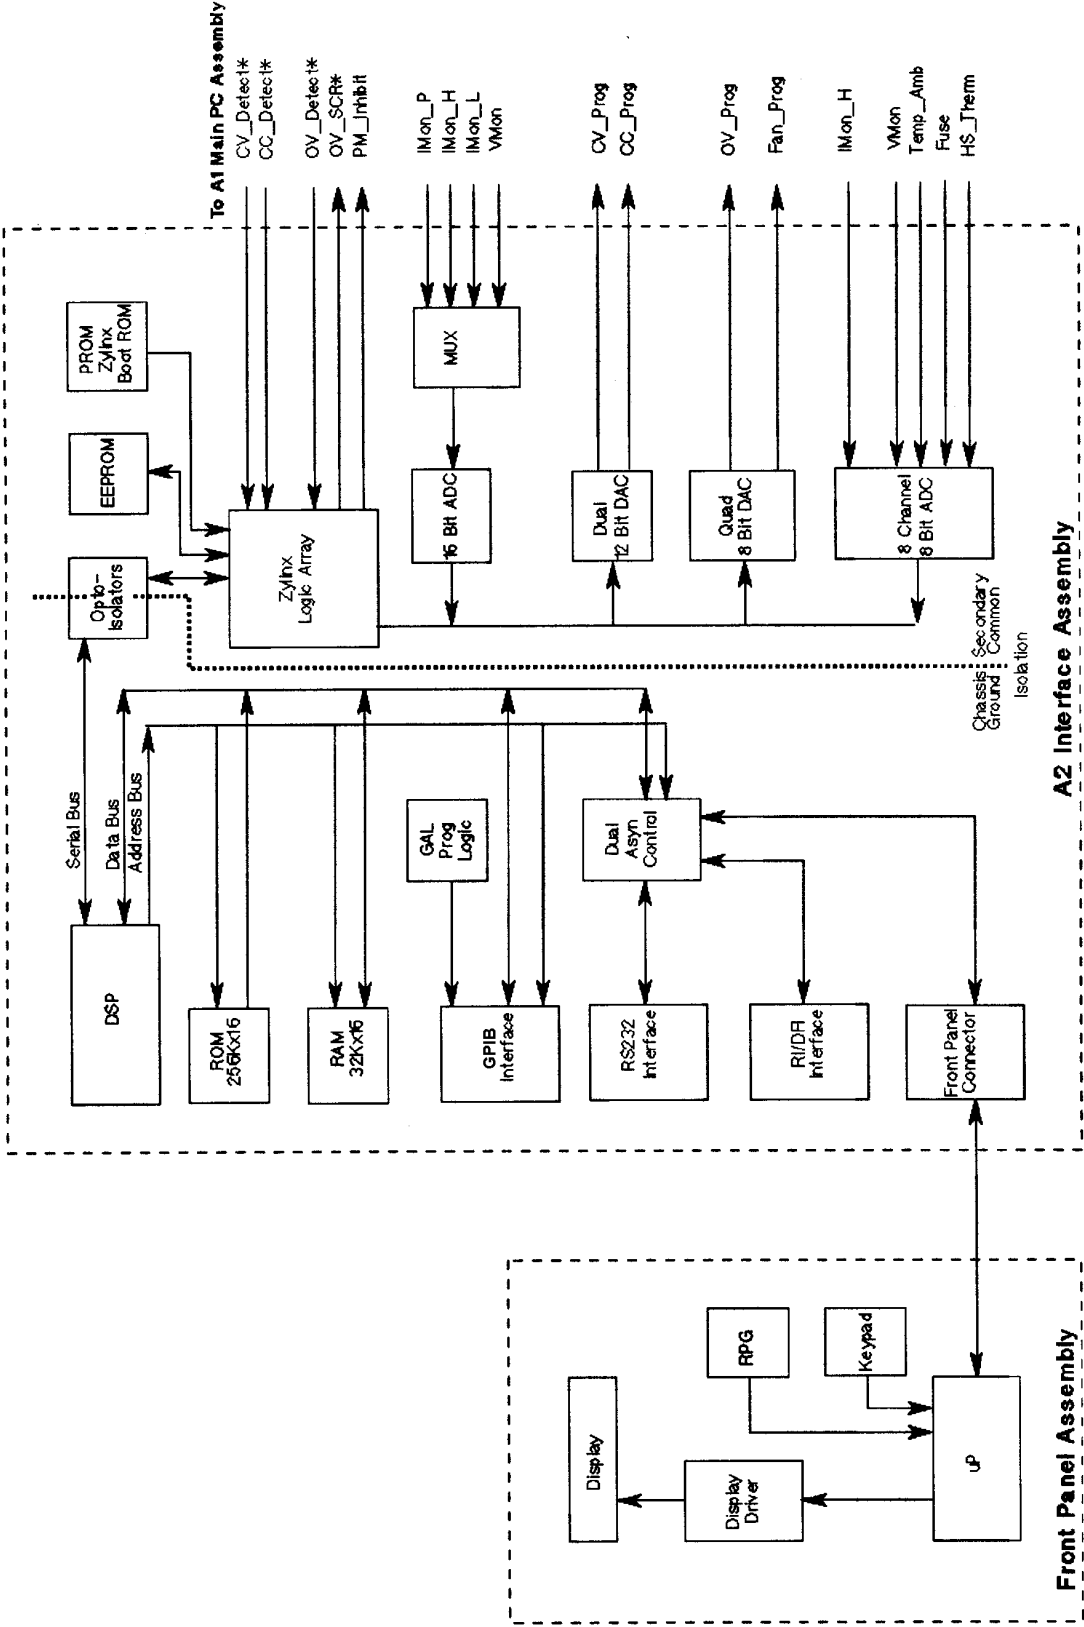 To A1 Main PC Assembly
CV_Detect*
CC_Detect*
OV_Detect*
OV_SCR*
PM_Inhibit
IMon_P
IMon_H
IMon_L
VMon
CV_Prog
CC_Prog
OV_Prog
Fan_Prog
IMon_H
VMon
Temp_Amb
Fuse
HS_Therm
PROM
Zylinx
Boot ROM
EEPROM
Opto-
Isolators
Zylinx
Logic Array
MUX
16 Bit ADC
Dual
12 Bit DAC
Quad
8 Bit DAC
8 Channel
8 Bit ADC
Secondary
Common
Chassis
Ground
Isolation
A2 Interface Assembly
Serial Bus
Data Bus
Address Bus
DSP
ROM
256Kx16
RAM
32Kx16
GAL
Prog
Logic
GPIB
Interface
Dual
Asyn
Control
RS232
Interface
RI/DFI
Interface
Front Panel
Connector
Display
Display
Driver
RPG
Keypad
uP
Front Panel Assembly